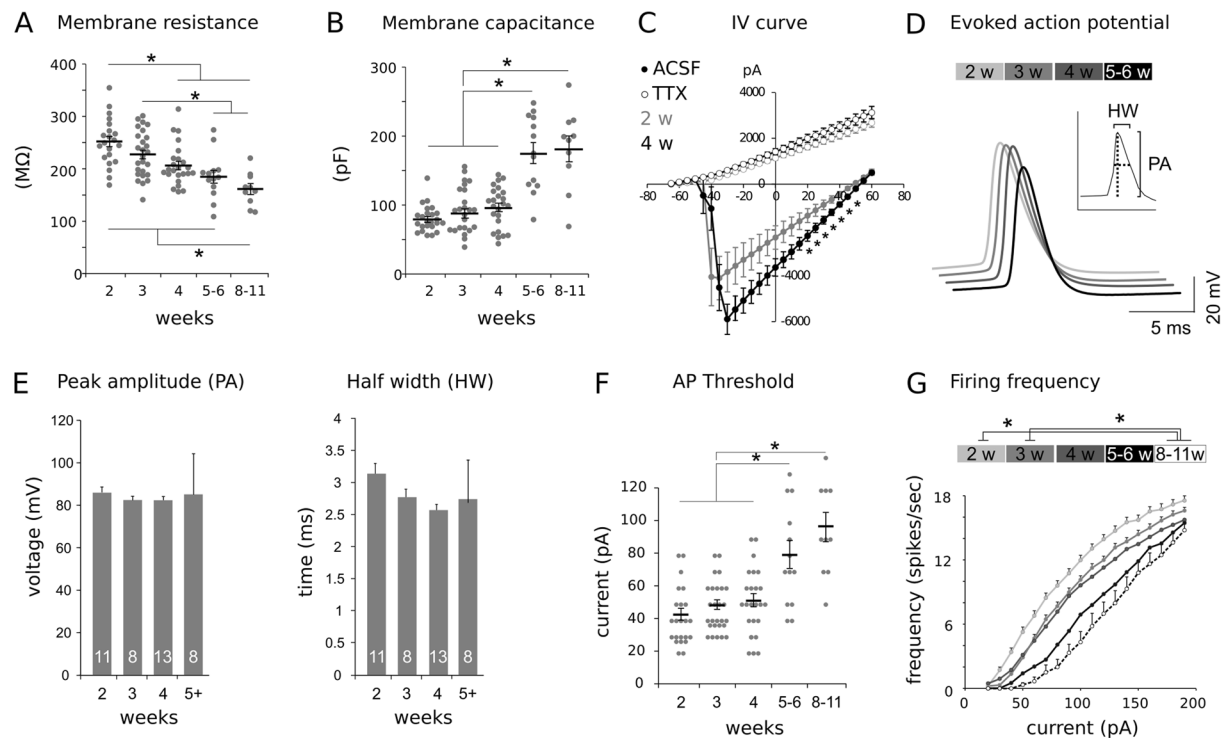 A Membrane resistance
400
300
200
100
0
(MΩ)
*
*
*
2 3 4 5-6 8-11
weeks
B Membrane capacitance
300
200
100
0
(pF)
*
*
2 3 4 5-6 8-11
weeks
C IV curve
ACSF
TTX
2 w
4 w
pA
4000
2000
0
-80 -60 -40 -20 0 20 40 60 80
* * * * * * *
-4000
-6000
D Evoked action potential
2 w 3 w 4 w 5-6 w
HW
PA
20 mV
5 ms
E Peak amplitude (PA)
120
100
80
60
40
20
0
voltage (mV)
11 8 13 8
2 3 4 5+
weeks
Half width (HW)
4
3.5
3
2.5
2
1.5
1
0.5
0
time (ms)
11 8 13 8
2 3 4 5+
weeks
F AP Threshold
*
*
120
100
80
60
40
20
0
current (pA)
2 3 4 5-6 8-11
weeks
G Firing frequency
* *
2 w 3 w 4 w 5-6 w 8-11w
18
12
6
0
frequency (spikes/sec)
0 50 100 150 200
current (pA)